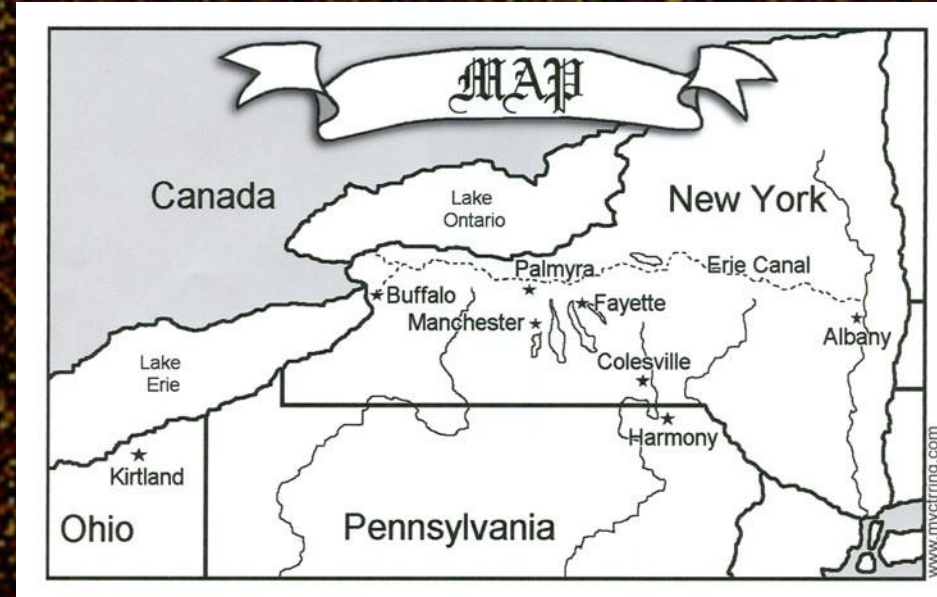 MAP
Canada
Lake
Ontario
New York
Palmyra
Erie Canal
Buffalo
Fayette
Manchester
Albany
Lake
Erie
Colesville
Harmony
Kirtland
Ohio
Pennsylvania
www.myctrring.com